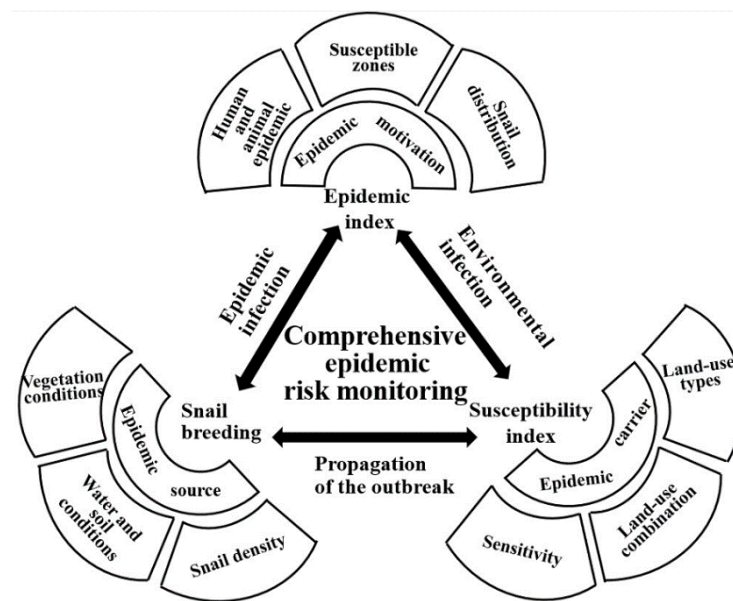 Susceptible
zones
Human
and
animal
epidemic
Snail
distribution
Epidemic
motivation
Epidemic
index
Epidemic
infection
Environmental
infection
Comprehensive
epidemic
risk monitoring
Vegetation
conditions
Epidemic
source
Snail
breeding
Water and
soil
conditions
Snail density
Propagation
of the outbreak
Susceptibility
index
Land-use
types
carrier
Epidemic
Sensitivity
Land-use
combination